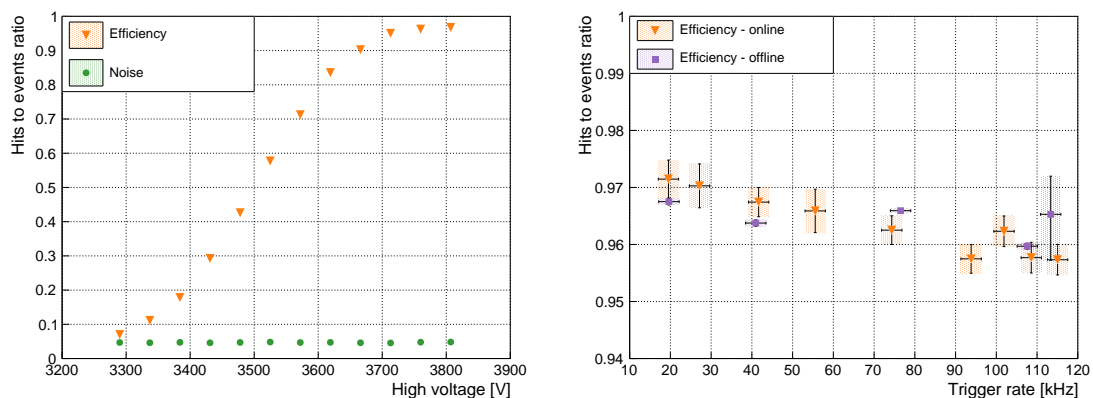 Hits to events ratio
1
0.9
0.8
0.7
0.6
0.5
0.4
0.3
0.2
0.1
0
Efficiency
Noise
3200 3300 3400 3500 3600 3700 3800 3900
High voltage [V]
Hits to events ratio
1
0.99
0.98
0.97
0.96
0.95
0.94
Efficiency - online
Efficiency - offline
10 20 30 40 50 60 70 80 90 100 110 120
Trigger rate [kHz]